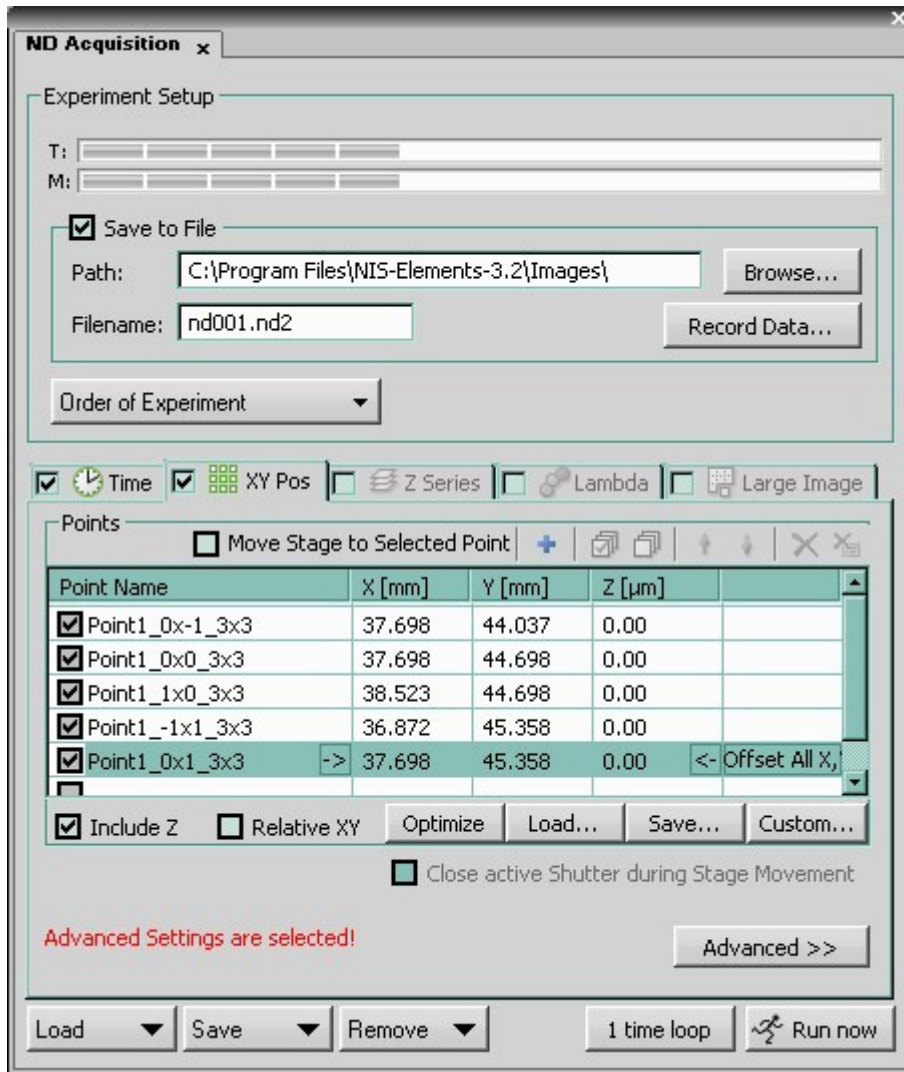 ND Acquisition x
Experiment Setup
T:
M:
Save to File
Path: C:\Program Files\NIS-Elements-3.2\Images\ Browse...
Filename: nd001.nd2 Record Data...
Order of Experiment
Time XY Pos Z Series Lambda Large Image
Points
Move Stage to Selected Point
Point Name X [mm] Y [mm] Z [µm]
Point1_0x-1_3x3 37.698 44.037 0.00
Point1_0x0_3x3 37.698 44.698 0.00
Point1_1x0_3x3 38.523 44.698 0.00
Point1_-1x1_3x3 36.872 45.358 0.00
Point1_0x1_3x3 -> 37.698 45.358 0.00 <- Offset All X,
Include Z Relative XY Optimize Load... Save... Custom...
Close active Shutter during Stage Movement
Advanced Settings are selected!
Advanced >>
Load Save Remove 1 time loop Run now